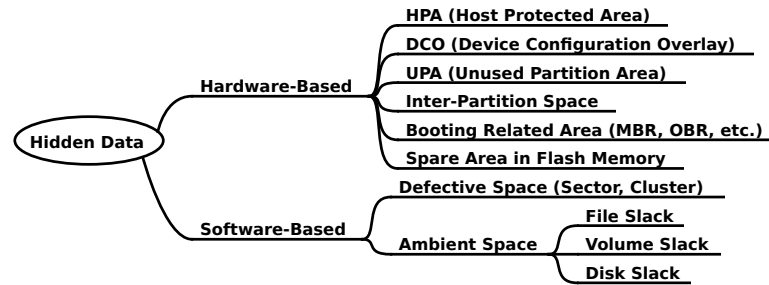 Hidden Data
Hardware-Based
HPA (Host Protected Area)
DCO (Device Configuration Overlay)
UPA (Unused Partition Area)
Inter-Partition Space
Booting Related Area (MBR, OBR, etc.)
Spare Area in Flash Memory
Software-Based
Defective Space (Sector, Cluster)
Ambient Space
File Slack
Volume Slack
Disk Slack